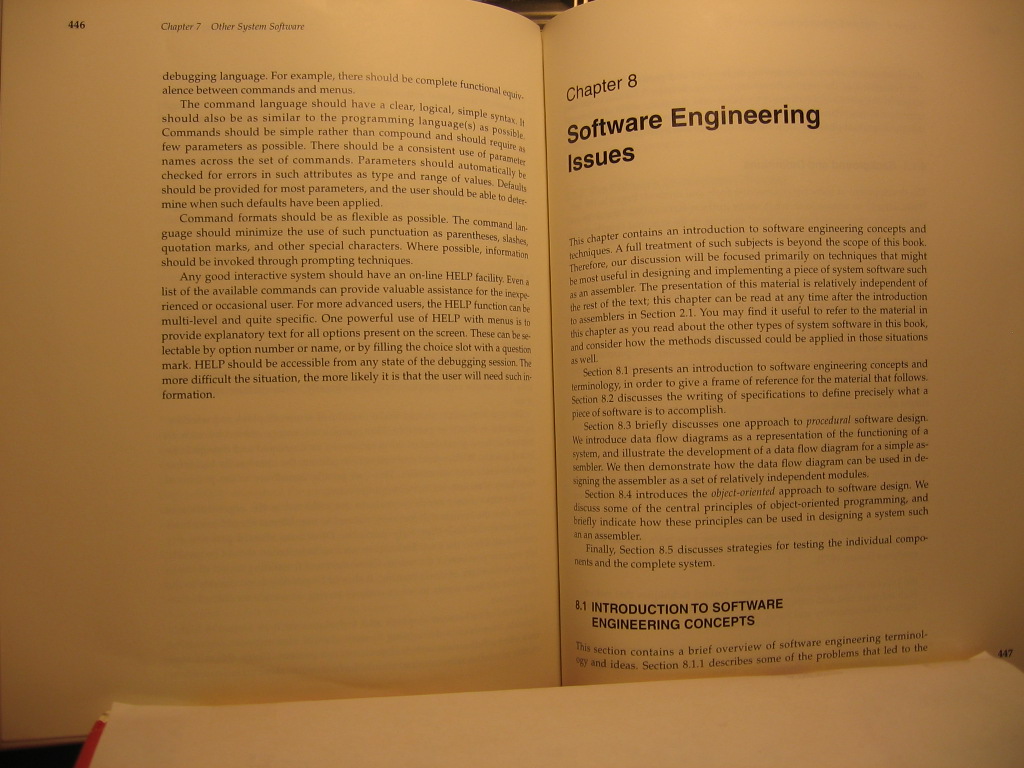 446
Chapter 7 Other System Software
debugging language. For example, there should be complete functional equiv-
alence between commands and menus.
The command language should have a clear, logical, simple syntax. It
should also be as similar to the programming language(s) as possible.
Commands should be simple rather than compound and should require as
few parameters as possible. There should be a consistent use of parameter
names across the set of commands. Parameters should automatically be
checked for errors in such attributes as type and range of values. Defaults
should be provided for most parameters, and the user should be able to deter-
mine when such defaults have been applied.
Command formats should be as flexible as possible. The command lan-
guage should minimize the use of such punctuation as parentheses, slashes,
quotation marks, and other special characters. Where possible, information
should be invoked through prompting techniques.
Any good interactive system should have an on-line HELP facility. Even a
list of the available commands can provide valuable assistance for the inexpe-
rienced or occasional user. For more advanced users, the HELP function can be
multi-level and quite specific. One powerful use of HELP with menus is to
provide explanatory text for all options present on the screen. These can be se-
lectable by option number or name, or by filling the choice slot with a question
mark. HELP should be accessible from any state of the debugging session. The
more difficult the situation, the more likely it is that the user will need such in-
formation.
Chapter 8
Software Engineering
Issues
This chapter contains an introduction to software engineering concepts and
techniques. A full treatment of such subjects is beyond the scope of this book.
Therefore, our discussion will be focused primarily on techniques that might
be most useful in designing and implementing a piece of system software such
as an assembler. The presentation of this material is relatively independent of
the rest of the text; this chapter can be read at any time after the introduction
to assemblers in Section 2.1. You may find it useful to refer to the material in
this chapter as you read about the other types of system software in this book,
and consider how the methods discussed could be applied in those situations
as well.
Section 8.1 presents an introduction to software engineering concepts and
terminology, in order to give a frame of reference for the material that follows.
Section 8.2 discusses the writing of specifications to define precisely what a
piece of software is to accomplish.
Section 8.3 briefly discusses one approach to procedural software design.
We introduce data flow diagrams as a representation of the functioning of a
system, and illustrate the development of a data flow diagram for a simple as-
sembler. We then demonstrate how the data flow diagram can be used in de-
signing the assembler as a set of relatively independent modules.
Section 8.4 introduces the object-oriented approach to software design. We
discuss some of the central principles of object-oriented programming, and
briefly indicate how these principles can be used in designing a system such
an an assembler.
Finally, Section 8.5 discusses strategies for testing the individual compo-
nents and the complete system.
8.1 INTRODUCTION TO SOFTWARE
ENGINEERING CONCEPTS
This section contains a brief overview of software engineering terminol-
ogy and ideas. Section 8.1.1 describes some of the problems that led to the
447